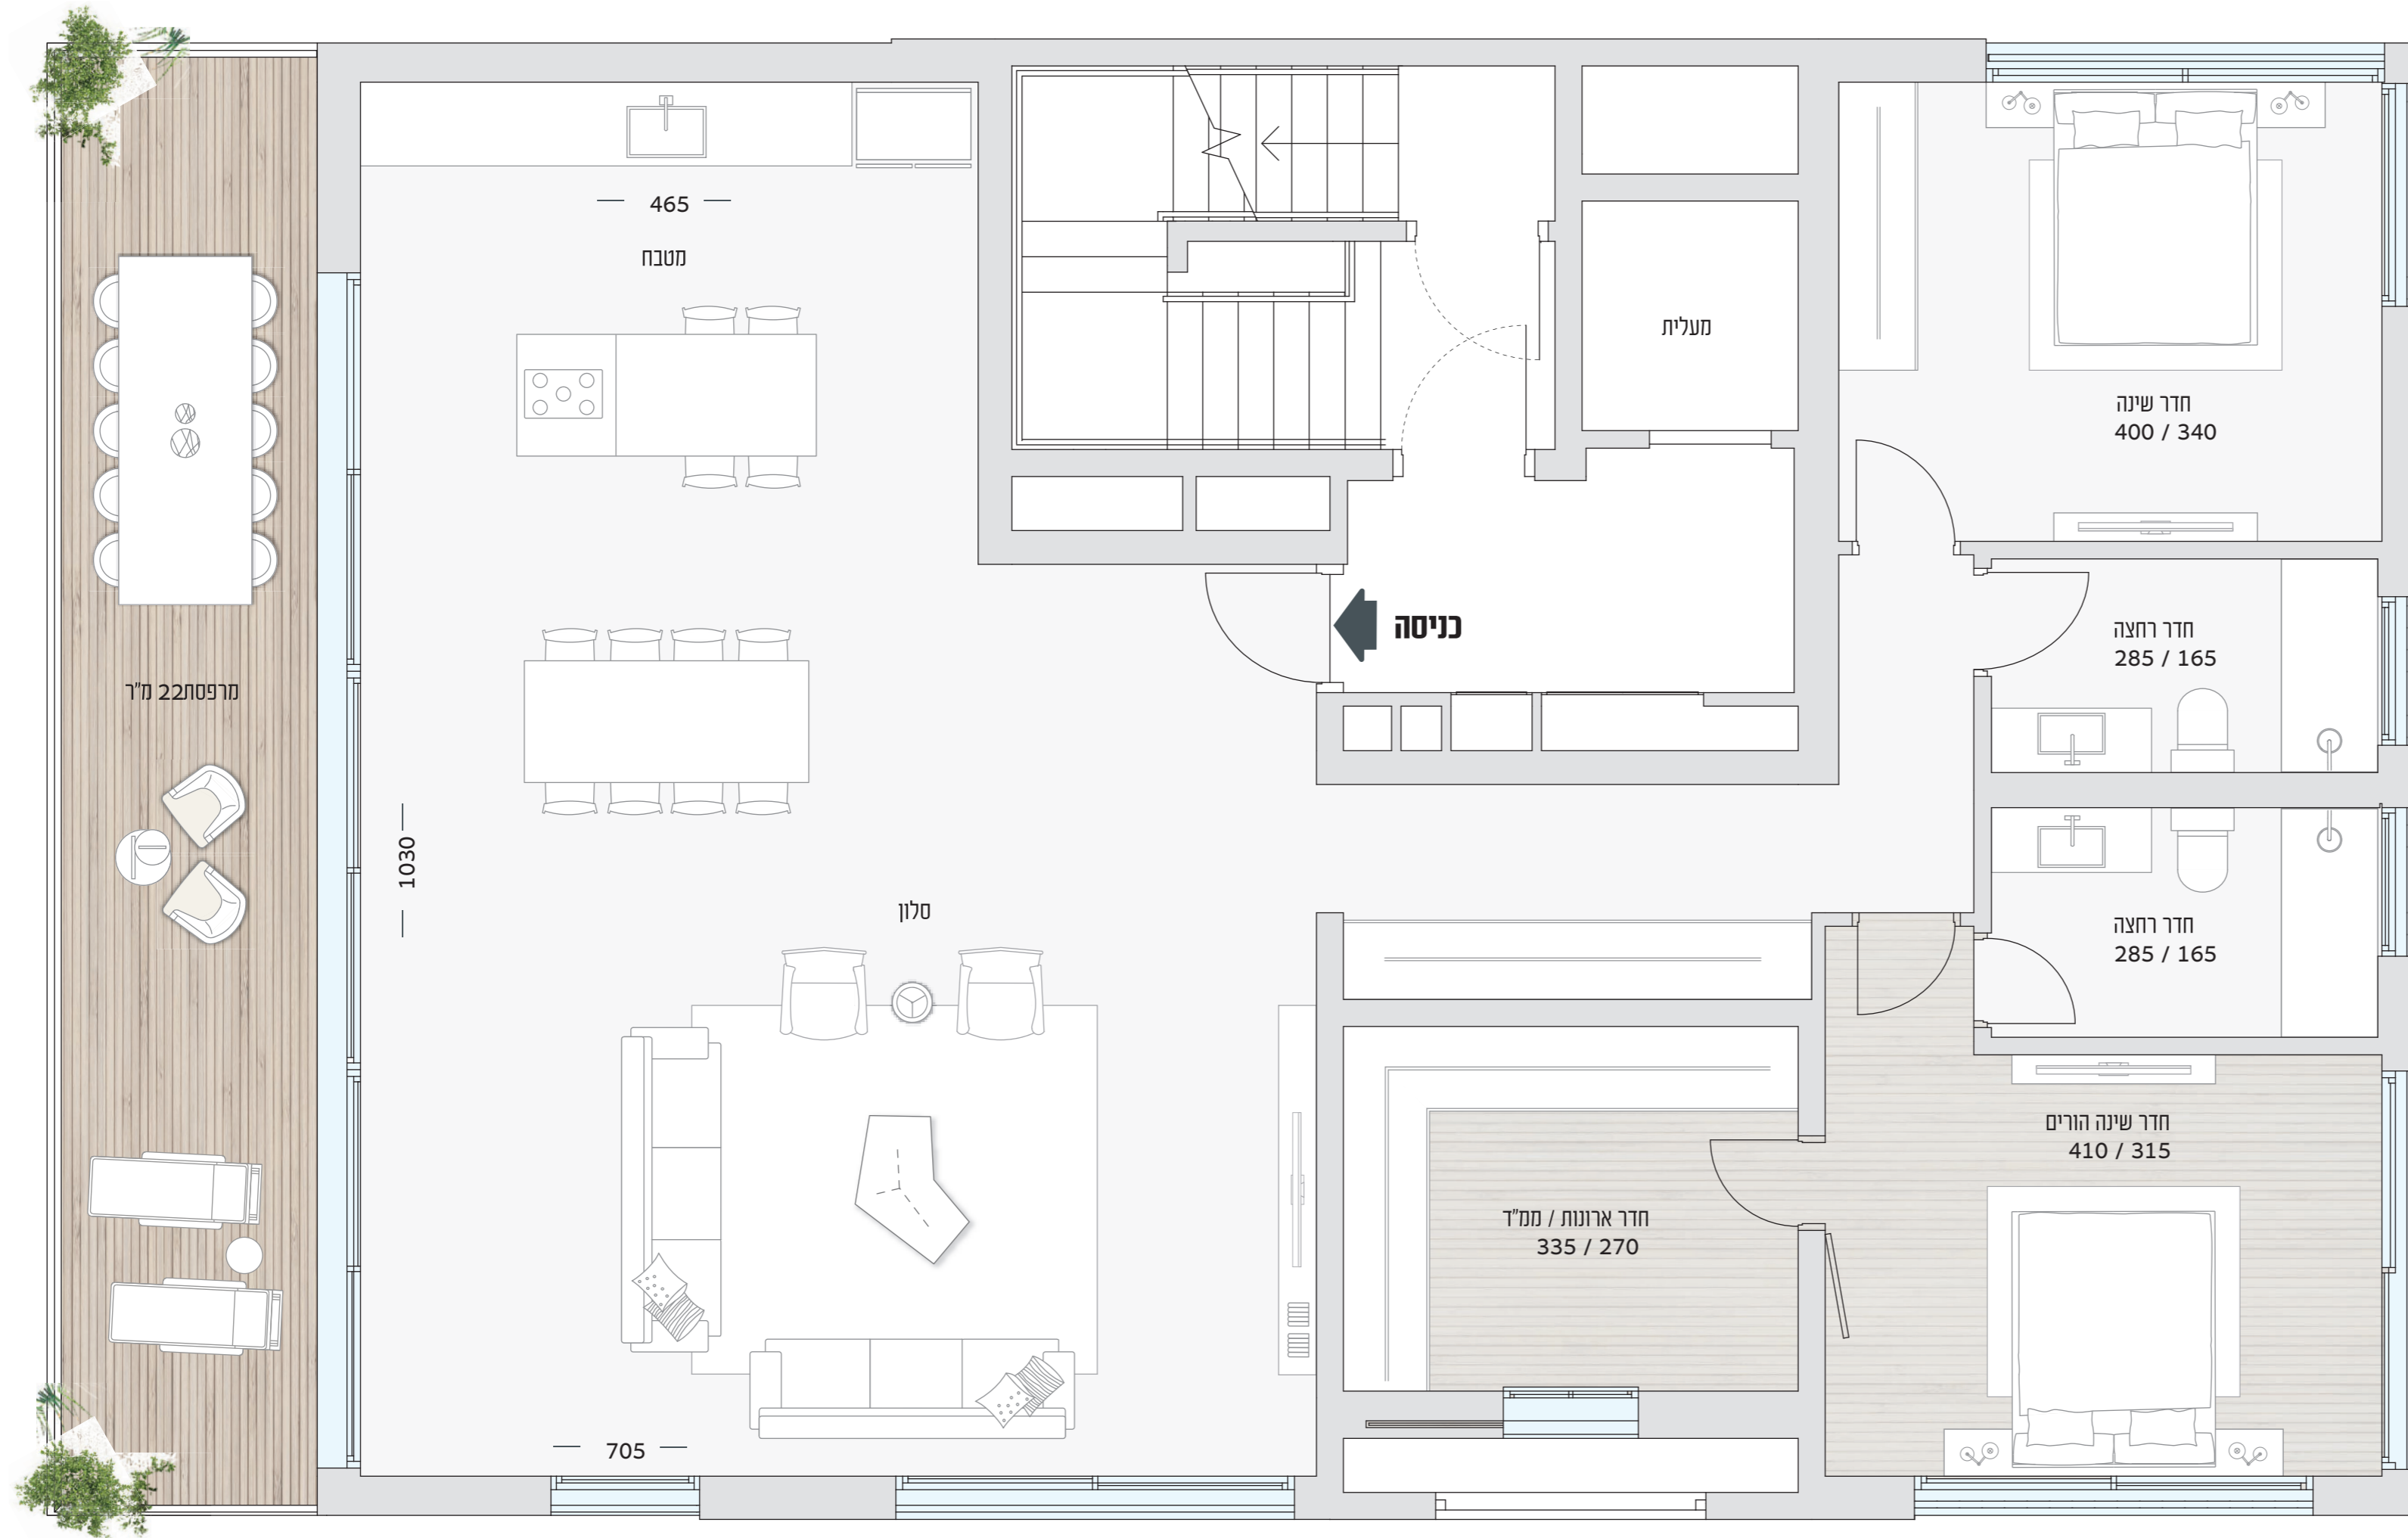 465
מטבח
מעלית
חדר שינה
400 / 340
כניסה
חדר רחצה
285 / 165
מרפסת22 מ"ר
1030
סלון
חדר רחצה
285 / 165
חדר שינה הורים
410 / 315
חדר ארונות / ממ"ד
335 / 270
705